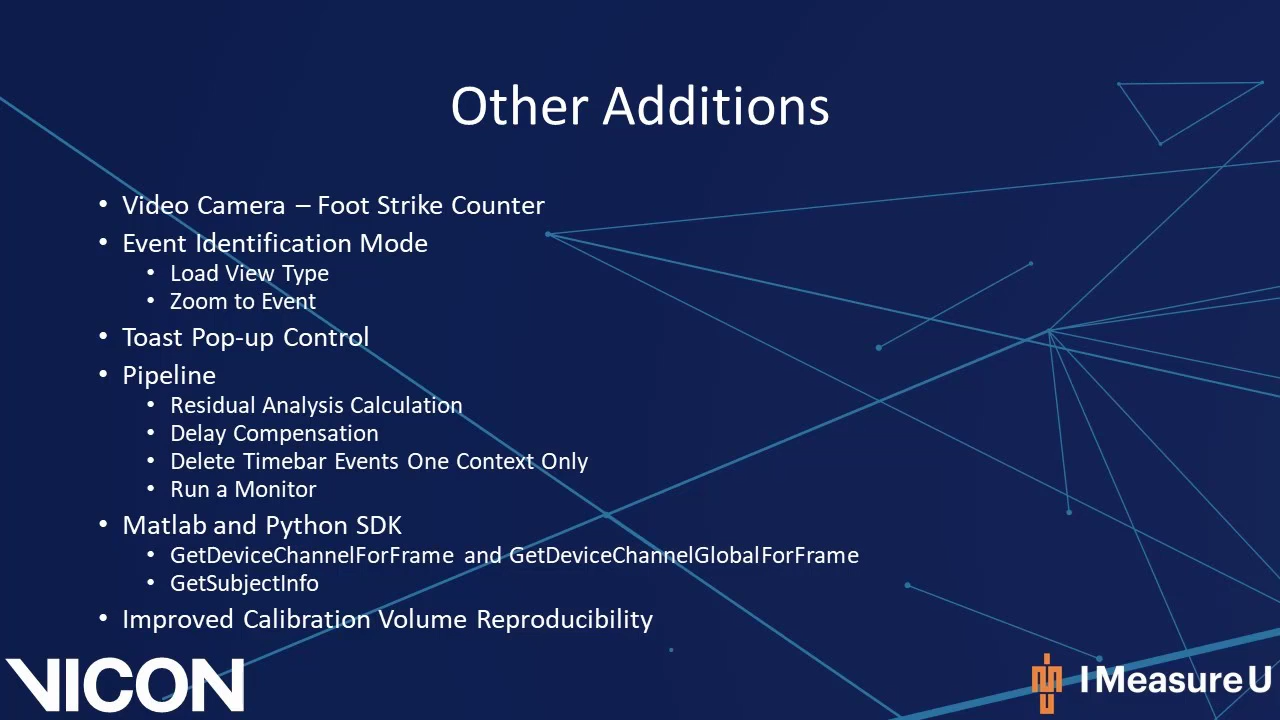 Other Additions
• Video Camera – Foot Strike Counter
• Event Identification Mode
• Load View Type
• Zoom to Event
• Toast Pop-up Control
• Pipeline
• Residual Analysis Calculation
• Delay Compensation
• Delete Timebar Events One Context Only
• Run a Monitor
• Matlab and Python SDK
• GetDeviceChannelForFrame and GetDeviceChannelGlobalForFrame
• GetSubjectInfo
• Improved Calibration Volume Reproducibility
VICON
I Measure U